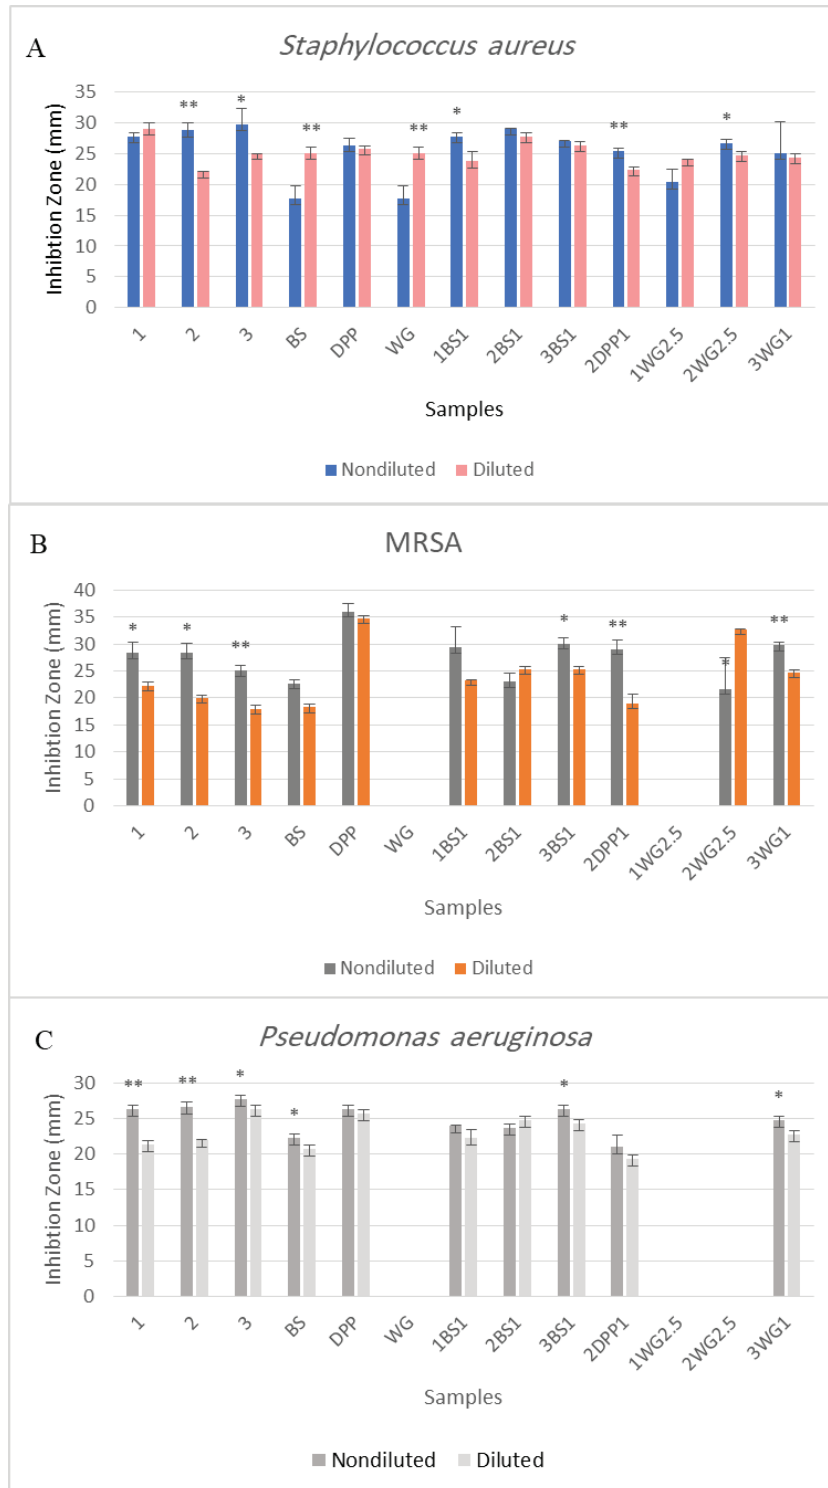 A
Staphylococcus aureus
Inhibtion Zone (mm)
35
30
25
20
15
10
5
0
** * ** ** * ** *
1 2 3 BS DPP WG 1BS1 2BS1 3BS1 2DPP1 1WG2.5 2WG2.5 3WG1
Samples
Nondiluted Diluted
B
MRSA
Inhibtion Zone (mm)
40
35
30
25
20
15
10
5
0
* * ** * ** * **
1 2 3 BS DPP WG 1BS1 2BS1 3BS1 2DPP1 1WG2.5 2WG2.5 3WG1
Samples
Nondiluted Diluted
C
Pseudomonas aeruginosa
Inhibtion Zone (mm)
30
25
20
15
10
5
0
** ** * * * *
1 2 3 BS DPP WG 1BS1 2BS1 3BS1 2DPP1 1WG2.5 2WG2.5 3WG1
Samples
Nondiluted Diluted